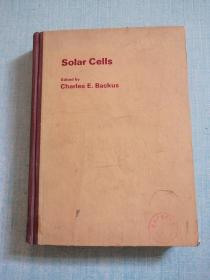 Solar Cells
Edited by
Charles E. Backus